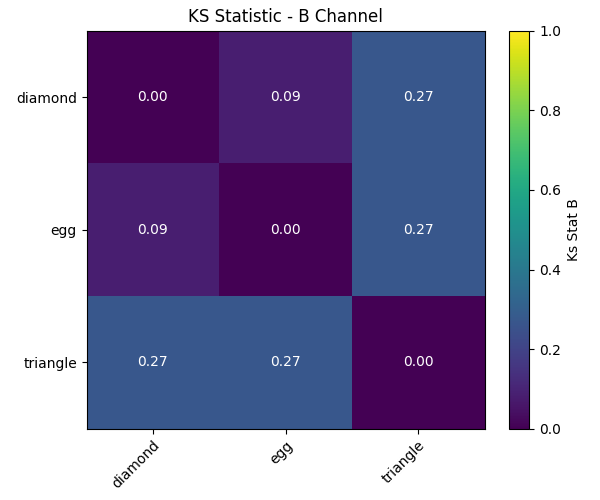 KS Statistic - B Channel
1.0
diamond 0.00 0.09 0.27
0.8
0.6
egg 0.09 0.00 0.27
Ks Stat B
0.4
0.2
triangle 0.27 0.27 0.00
0.0
diamond egg triangle